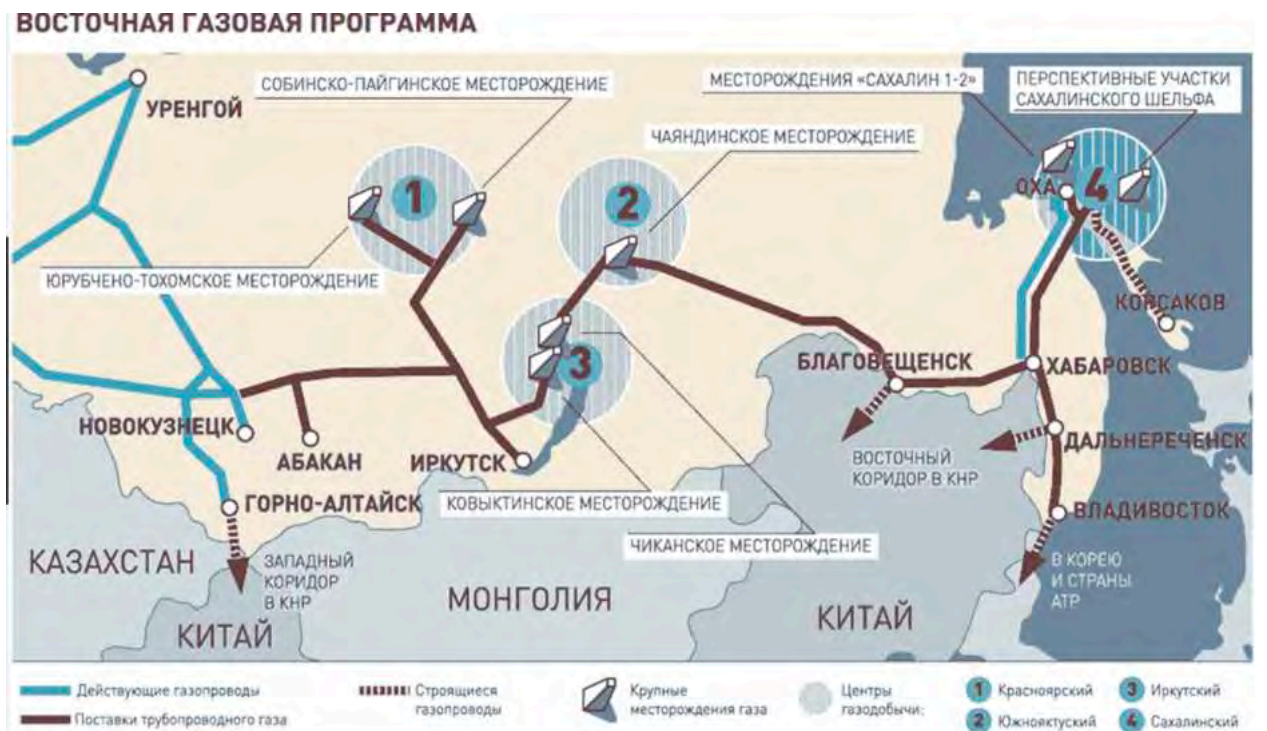 ВОСТОЧНАЯ ГАЗОВАЯ ПРОГРАММА
СОБИНСКО-ПАЙГИНСКОЕ МЕСТОРОЖДЕНИЕ
МЕСТОРОЖДЕНИЯ «САХАЛИН 1-2»
ПЕРСПЕКТИВНЫЕ УЧАСТКИ
САХАЛИНСКОГО ШЕЛЬФА
УРЕНГОЙ
ЧАЯНДИНСКОЕ МЕСТОРОЖДЕНИЕ
1
2
ОХА
4
ЮРУБЧЕНО-ТОХОМСКОЕ МЕСТОРОЖДЕНИЕ
КОРСАКОВ
3
БЛАГОВЕЩЕНСК
ХАБАРОВСК
НОВОКУЗНЕЦК
АБАКАН
ИРКУТСК
ДАЛЬНЕРЕЧЕНСК
ВОСТОЧНЫЙ
КОРИДОР В КНР
ГОРНО-АЛТАЙСК
КОВЫКТИНСКОЕ МЕСТОРОЖДЕНИЕ
ВЛАДИВОСТОК
ЧИКАНСКОЕ МЕСТОРОЖДЕНИЕ
КАЗАХСТАН
ЗАПАДНЫЙ
КОРИДОР
В КНР
В КОРЕЮ
И СТРАНЫ
АТР
МОНГОЛИЯ
КИТАЙ
КИТАЙ
Действующие газопроводы
Поставки трубопроводного газа
Строящиеся
газопроводы
Крупные
месторождения газа
Центры
газодобычи:
1 Красноярский
2 Южнояктуский
3 Иркутский
4 Сахалинский